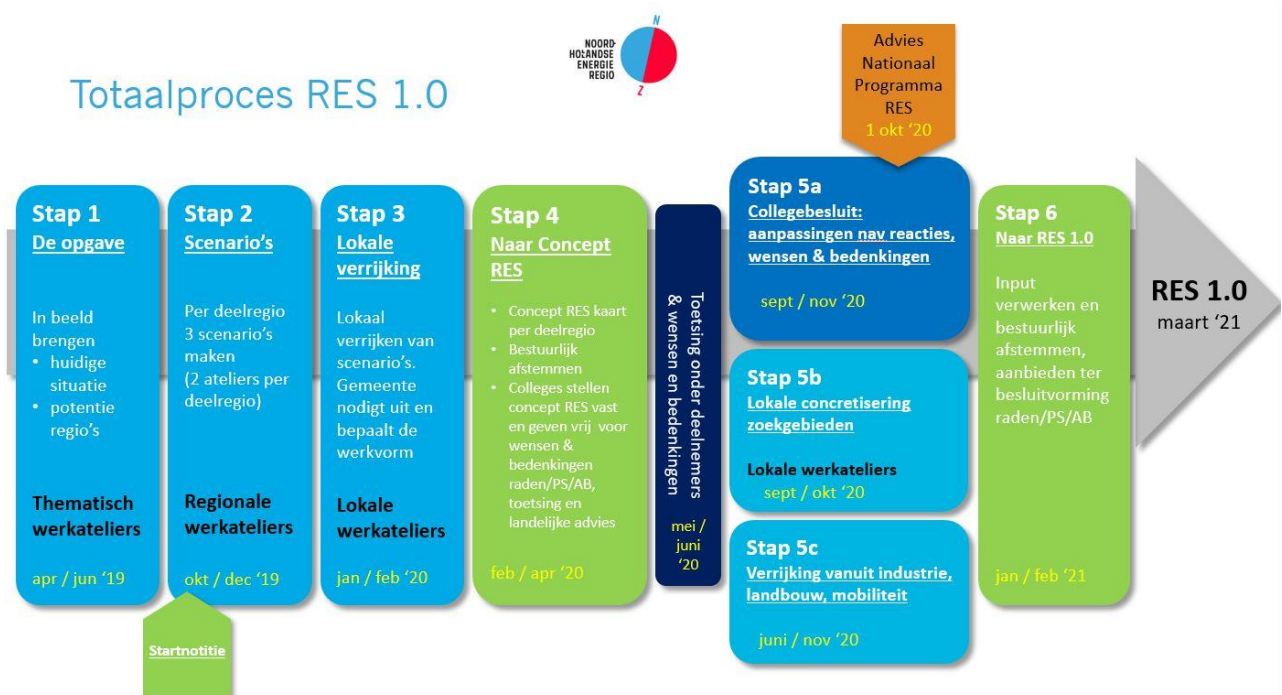 N
NOORD-
HOLLANDSE
ENERGIE
REGIO
Z
Totaalproces RES 1.0
Advies
Nationaal
Programma
RES
1 okt ‘20
Stap 1
De opgave
In beeld
brengen
• huidige
situatie
• potentie
regio’s
Thematisch
werkateliers
apr / jun ‘19
Stap 2
Scenario’s
Per deelregio
3 scenario’s
maken
(2 ateliers per
deelregio)
Regionale
werkateliers
okt / dec ‘19
Startnotitie
Stap 3
Lokale
verrijking
Lokaal
verrijken van
scenario’s.
Gemeente
nodigt uit en
bepaalt de
werkvorm
Lokale
werkateliers
jan / feb ‘20
Stap 4
Naar Concept
RES
• Concept RES kaart
per deelregio
• Bestuurlijk
afstemmen
• Colleges stellen
concept RES vast
en geven vrij voor
wensen &
bedenkingen
raden/PS/AB,
toetsing en
landelijke advies
feb / apr ‘20
Toetsing onder deelnemers
& wensen en bedenkingen
mei /
juni
‘20
Stap 5a
Collegebesluit:
aanpassingen nav reacties,
wensen & bedenkingen
sept / nov ‘20
Stap 5b
Lokale concretisering
zoekgebieden
Lokale werkateliers
sept / okt ‘20
Stap 5c
Verrijking vanuit industrie,
landbouw, mobiliteit
juni / nov ‘20
Stap 6
Naar RES 1.0
Input
verwerken en
bestuurlijk
afstemmen,
aanbieden ter
besluitvorming
raden/PS/AB
jan / feb ‘21
RES 1.0
maart ‘21